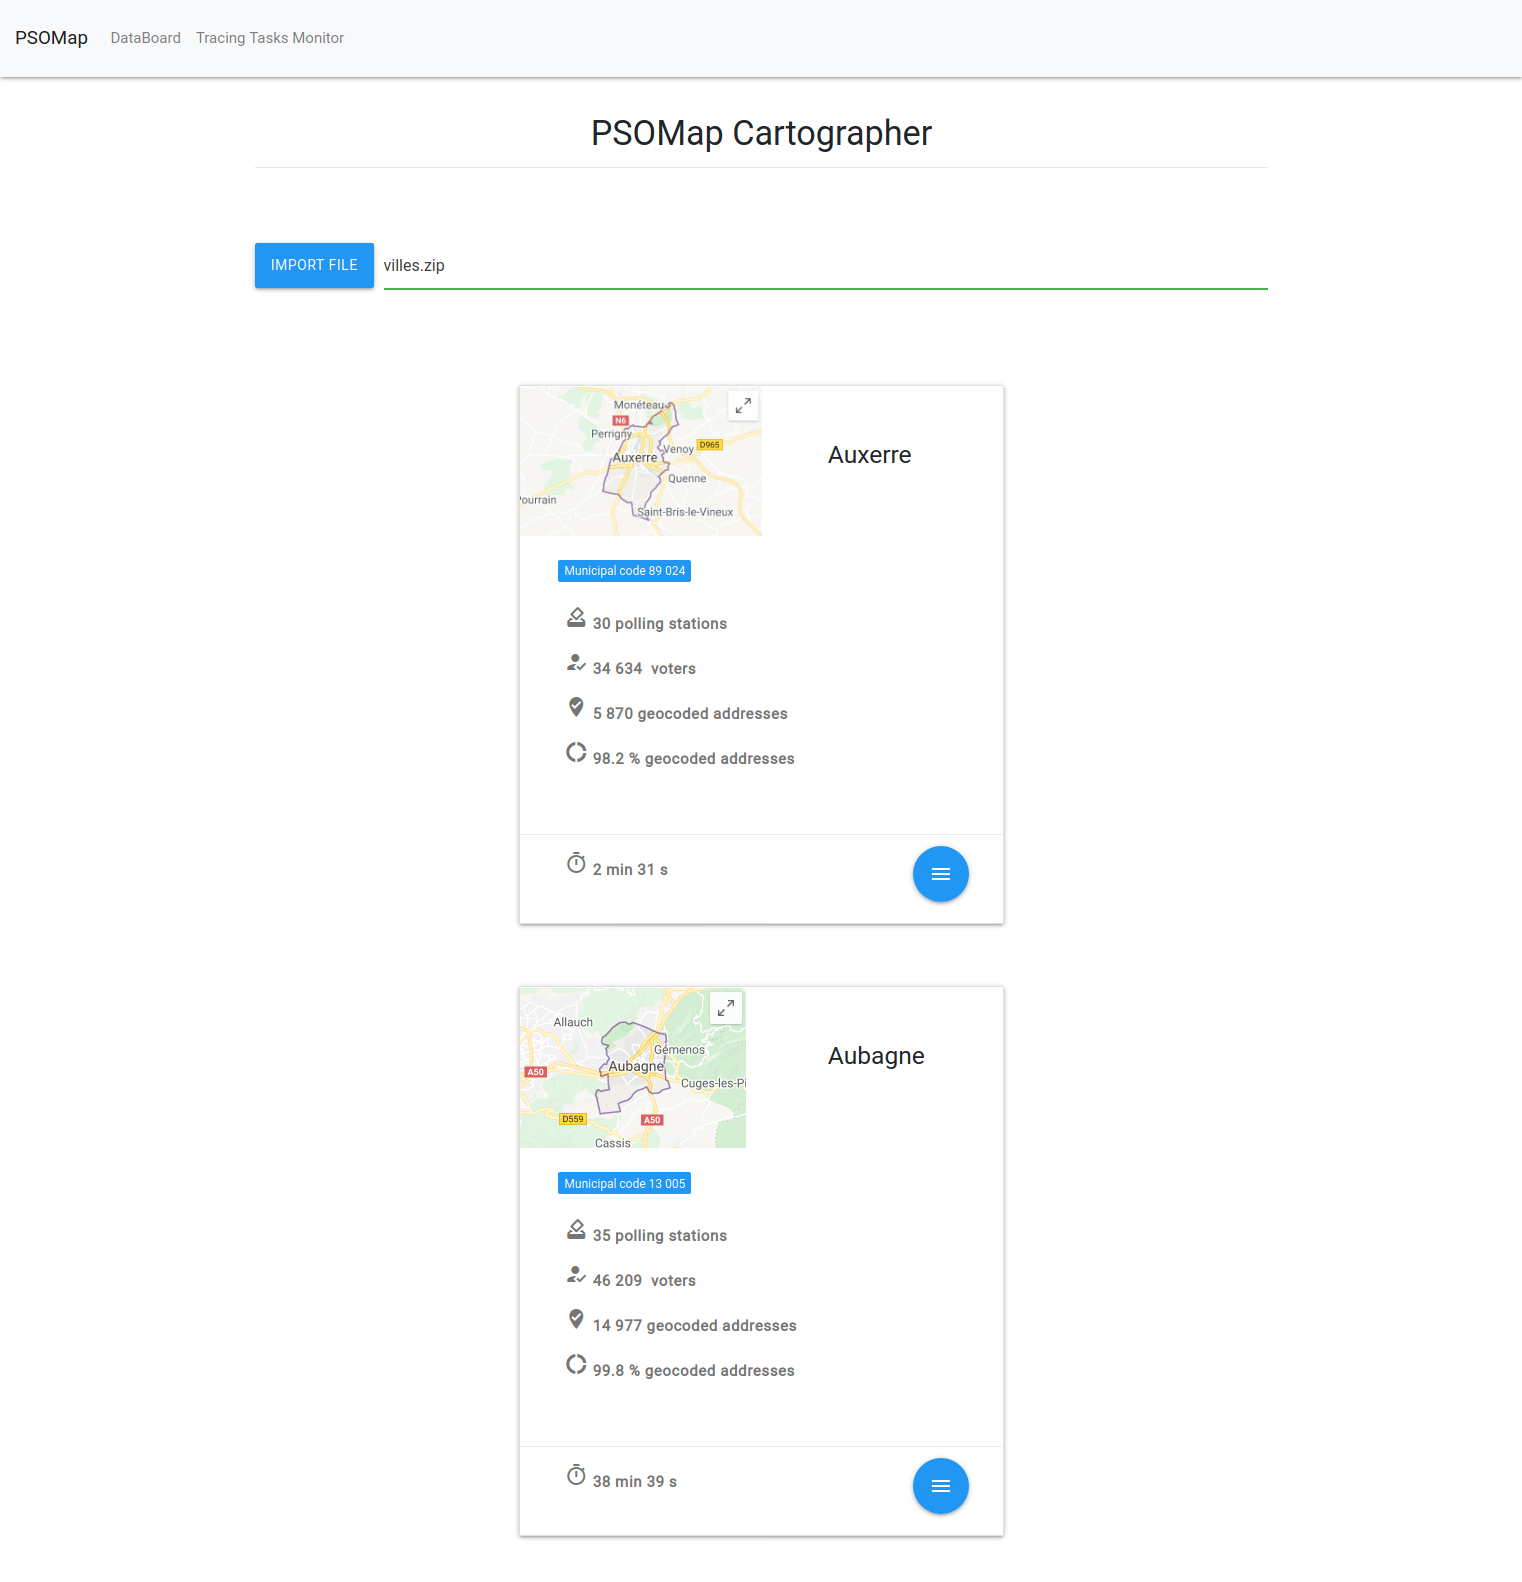 PSOMap DataBoard Tracing Tasks Monitor
PSOMap Cartographer
IMPORT FILE villes.zip
Monéteau
N6
Perrigny
D965
Venoy
Auxerre
Quenne
Pourrain
Saint-Bris-le-Vineux
Auxerre
Municipal code 89 024
30 polling stations
34 634 voters
5 870 geocoded addresses
98.2 % geocoded addresses
2 min 31 s
Allauch
Gémenos
Aubagne
A50
Cuges-les-Pi
D559
A50
Cassis
Aubagne
Municipal code 13 005
35 polling stations
46 209 voters
14 977 geocoded addresses
99.8 % geocoded addresses
38 min 39 s